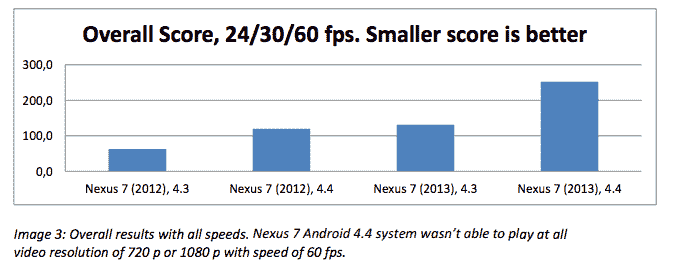 Overall Score, 24/30/60 fps. Smaller score is better
300,0
200,0
100,0
0,0
Nexus 7 (2012), 4.3 Nexus 7 (2012), 4.4 Nexus 7 (2013), 4.3 Nexus 7 (2013), 4.4
Image 3: Overall results with all speeds. Nexus 7 Android 4.4 system wasn't able to play at all
video resolution of 720 p or 1080 p with speed of 60 fps.